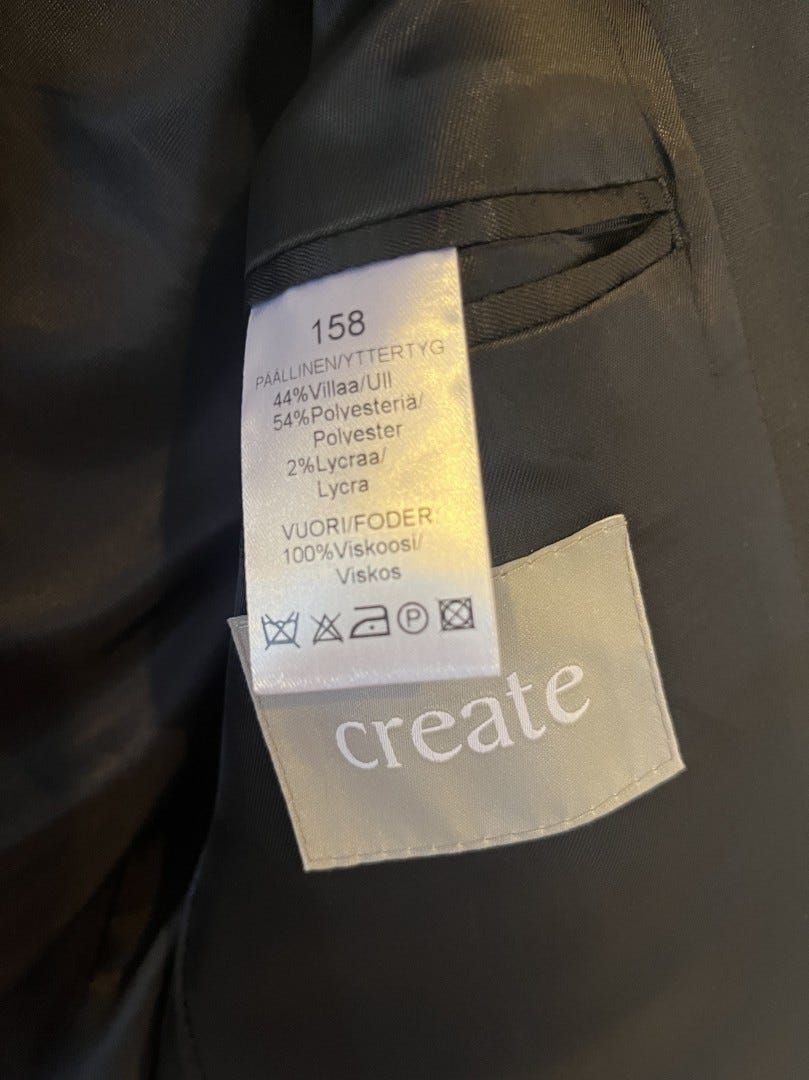 158
PÄÄLLINEN/YTTERTYG
44%Villaa/Ull
54%Polyesteriä/
Polyester
2%Lycraa/
Lycra
VUORI/FODER:
100%Viskoosi/
Viskos
P
create